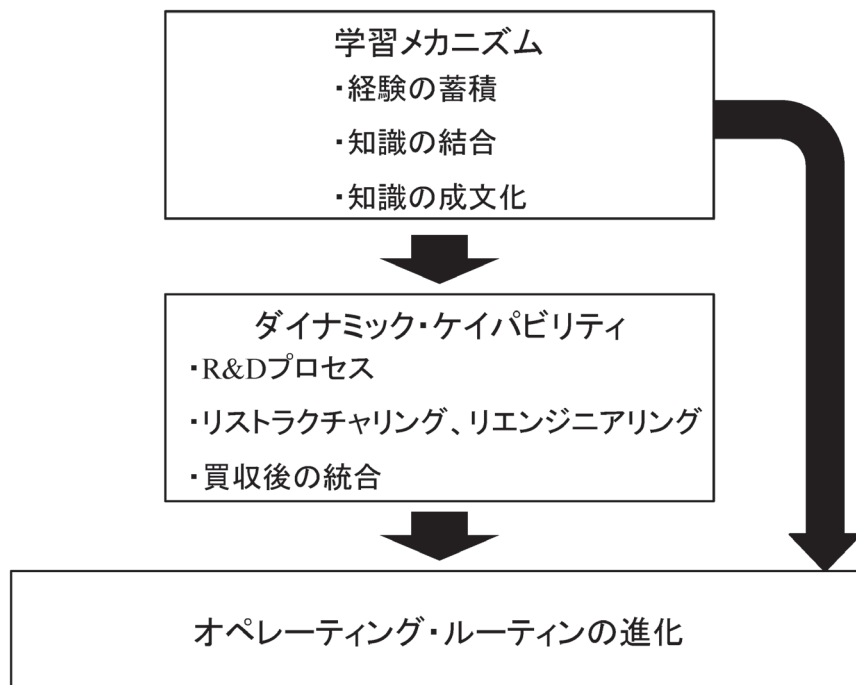 学習メカニズム
・経験の蓄積
・知識の結合
・知識の成文化
ダイナミック・ケイパビリティ
・R&Dプロセス
・リストラクチャリング、リエンジニアリング
・買収後の統合
オペレーティング・ルーティンの進化